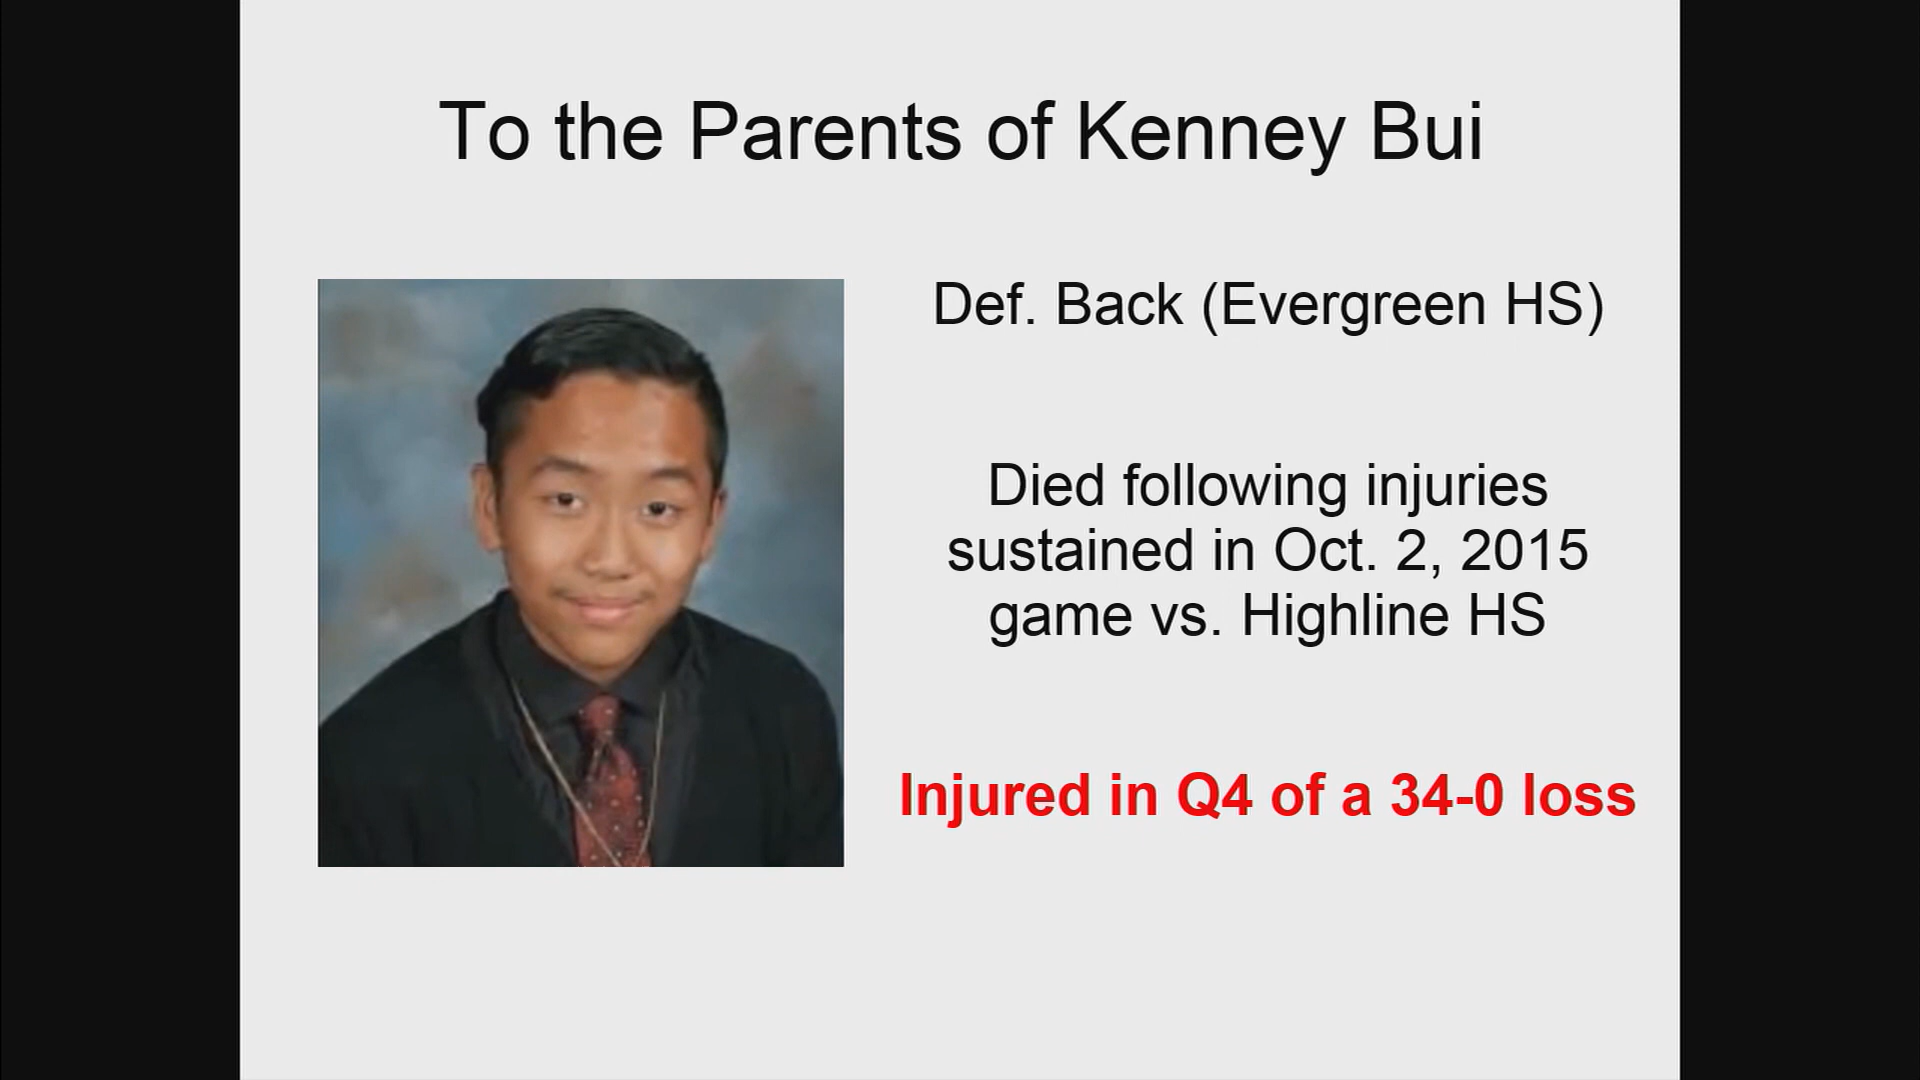 To the Parents of Kenney Bui
Def. Back (Evergreen HS)
Died following injuries
sustained in Oct. 2, 2015
game vs. Highline HS
Injured in Q4 of a 34-0 loss